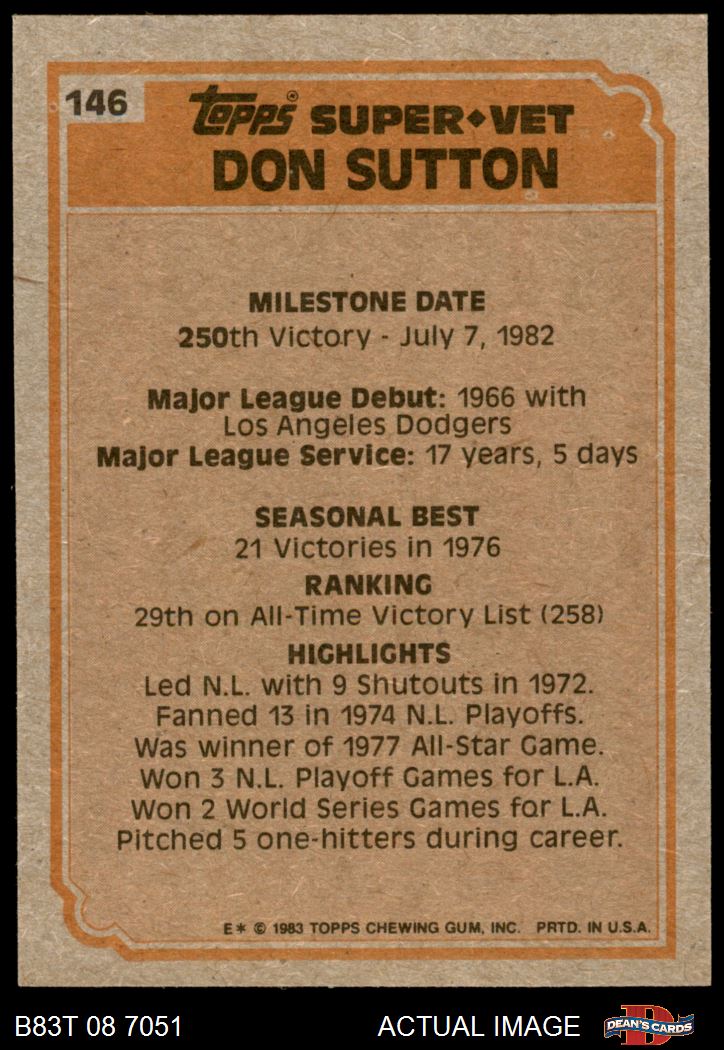 146
TOPPS® SUPER◆VET
DON SUTTON
MILESTONE DATE
250th Victory - July 7, 1982
Major League Debut: 1966 with
Los Angeles Dodgers
Major League Service: 17 years, 5 days
SEASONAL BEST
21 Victories in 1976
RANKING
29th on All-Time Victory List (258)
HIGHLIGHTS
Led N.L. with 9 Shutouts in 1972.
Fanned 13 in 1974 N.L. Playoffs.
Was winner of 1977 All-Star Game.
Won 3 N.L. Playoff Games for L.A.
Won 2 World Series Games for L.A.
Pitched 5 one-hitters during career.
E* © 1983 TOPPS CHEWING GUM, INC. PRTD. IN U.S.A.
B83T 08 7051 ACTUAL IMAGE D DEAN'S CARDS